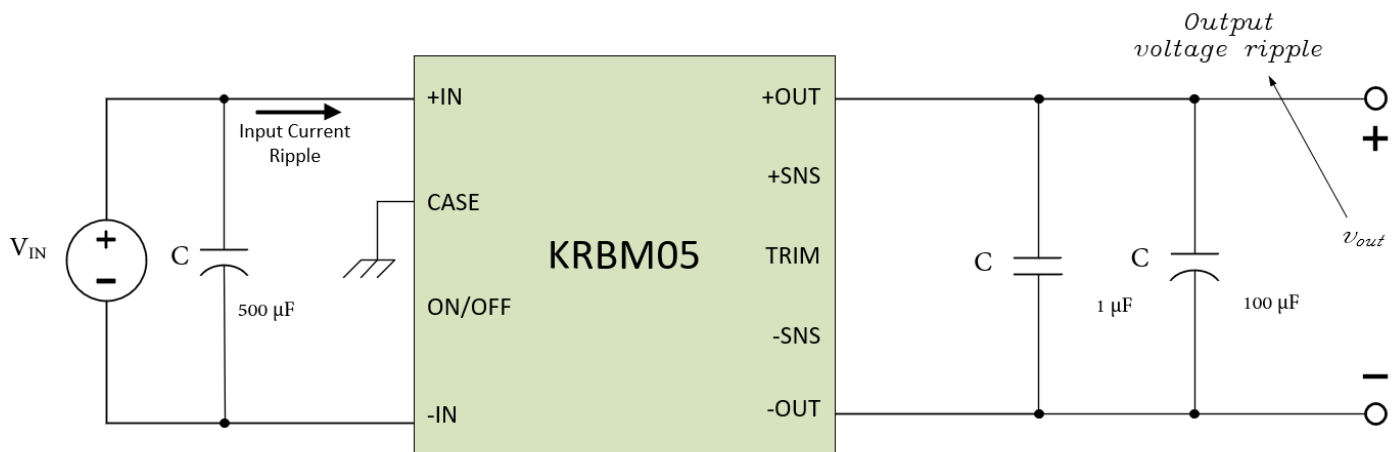 Output
voltage ripple
+IN
+OUT
Input Current
Ripple
+
+SNS
CASE
V_IN
+
−
C
500 µF
KRBM05
TRIM
C
1 µF
C
100 µF
v_out
ON/OFF
-SNS
−
-IN
-OUT